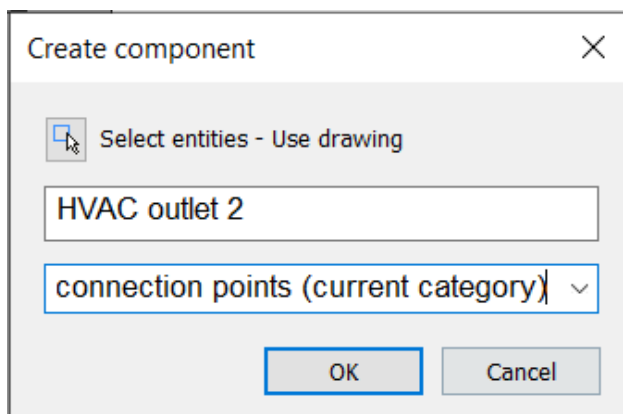 Create component
Select entities - Use drawing
HVAC outlet 2
connection points (current category)
OK Cancel